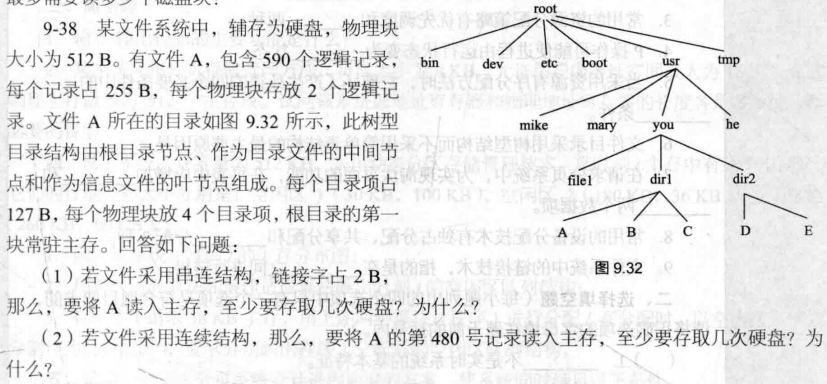 9-38 某文件系统中，辅存为硬盘，物理块
大小为 512 B。有文件 A，包含 590 个逻辑记录，
每个记录占 255 B，每个物理块存放 2 个逻辑记
录。文件 A 所在的目录如图 9.32 所示，此树型
目录结构由根目录节点、作为目录文件的中间节
点和作为信息文件的叶节点组成。每个目录项占
127 B，每个物理块放 4 个目录项，根目录的第一
块常驻主存。回答如下问题：
root
bin dev etc boot usr tmp
mike mary you he
file1 dir1 dir2
A C D E
图 9.32
（1）若文件采用串连结构，链接字占 2 B，
那么，要将 A 读入主存，至少要存取几次硬盘？为什么？
（2）若文件采用连续结构，那么，要将 A 的第 480 号记录读入主存，至少要存取几次硬盘？为
什么？